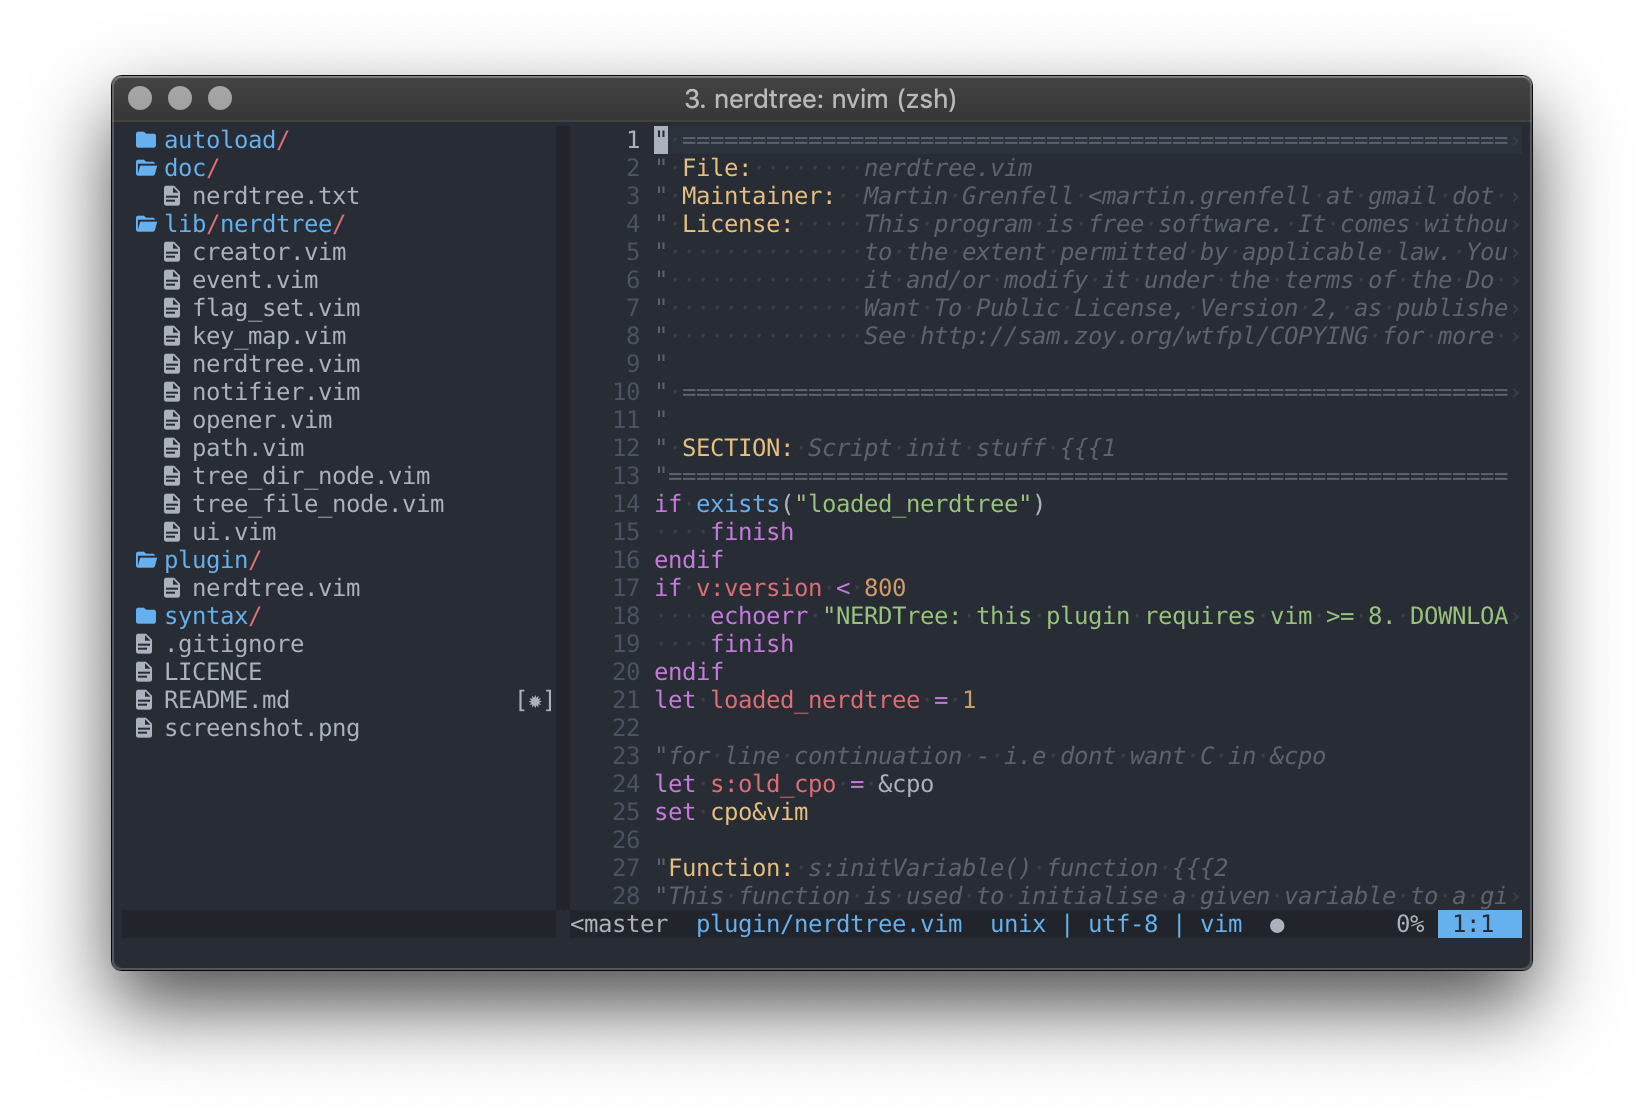 3. nerdtree: nvim (zsh)
autoload/
doc/
nerdtree.txt
lib/nerdtree/
creator.vim
event.vim
flag_set.vim
key_map.vim
nerdtree.vim
notifier.vim
opener.vim
path.vim
tree_dir_node.vim
tree_file_node.vim
ui.vim
plugin/
nerdtree.vim
syntax/
.gitignore
LICENCE
README.md [✹]
screenshot.png
1 " ===========================================================›
2 " File: nerdtree.vim
3 " Maintainer: Martin Grenfell <martin.grenfell at gmail dot ›
4 " License: This program is free software. It comes withou›
5 " to the extent permitted by applicable law. You›
6 " it and/or modify it under the terms of the Do ›
7 " Want To Public License, Version 2, as publishe›
8 " See http://sam.zoy.org/wtfpl/COPYING for more ›
9 "
10 " ===========================================================›
11 "
12 " SECTION: Script init stuff {{{1
13 "============================================================
14 if exists("loaded_nerdtree")
15 finish
16 endif
17 if v:version < 800
18 echoerr "NERDTree: this plugin requires vim >= 8. DOWNLOA›
19 finish
20 endif
21 let loaded_nerdtree = 1
22
23 "for line continuation - i.e dont want C in &cpo
24 let s:old_cpo = &cpo
25 set cpo&vim
26
27 "Function: s:initVariable() function {{{2
28 "This function is used to initialise a given variable to a gi›
<master plugin/nerdtree.vim unix | utf-8 | vim ● 0% 1:1